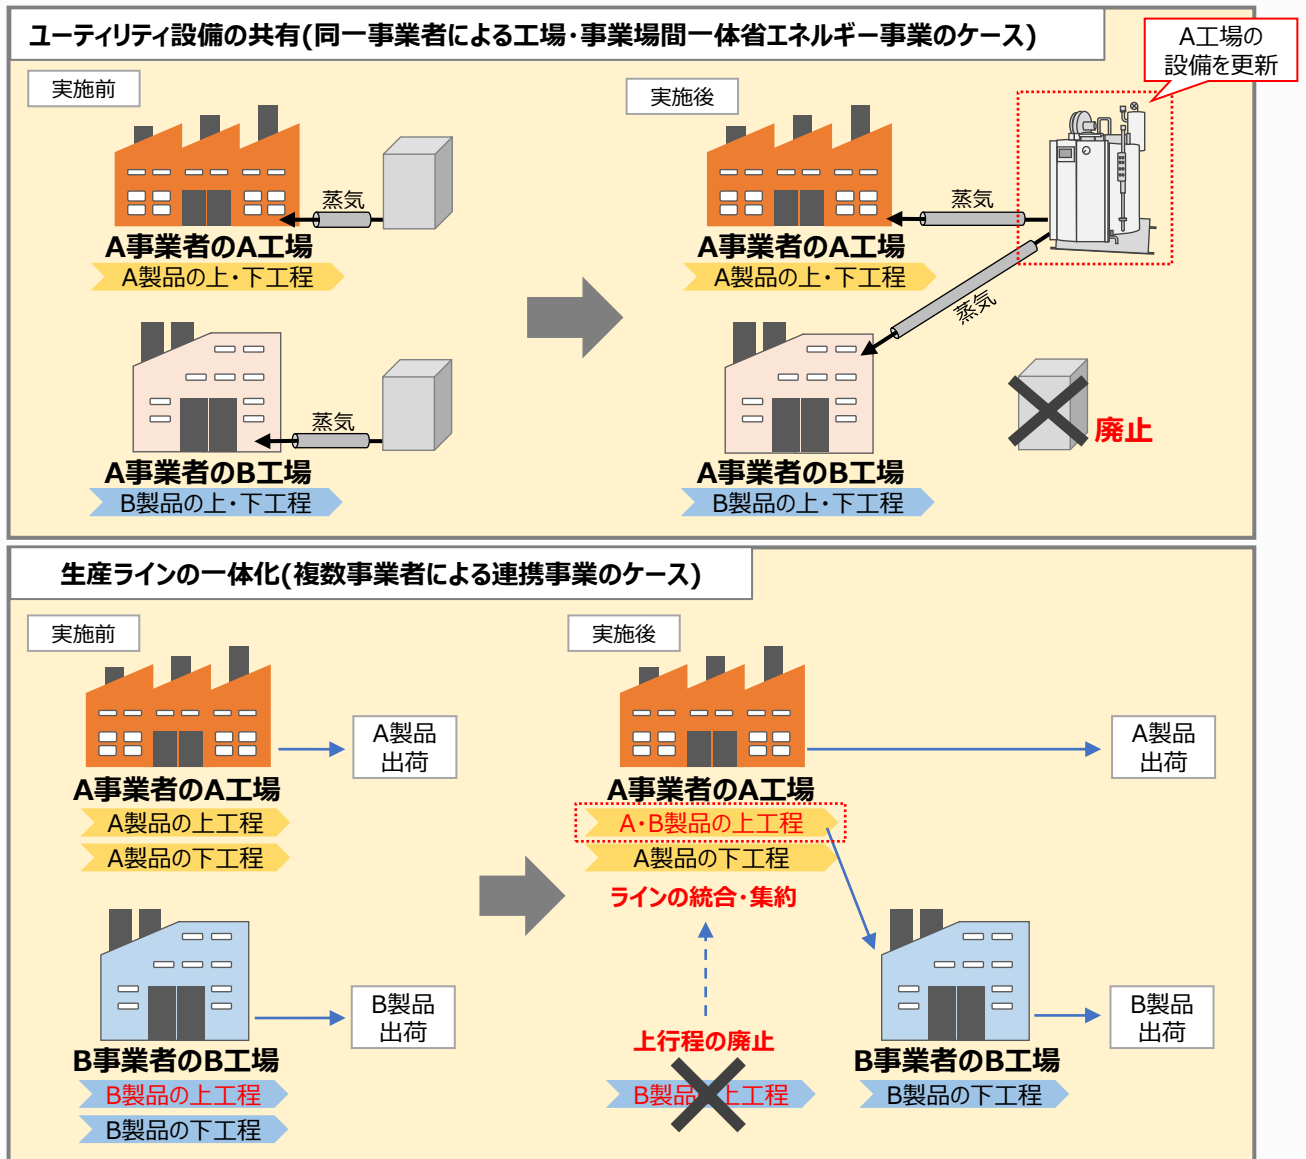 ユーティリティ設備の共有(同一事業者による工場・事業場間一体省エネルギー事業のケース)
A工場の
設備を更新
実施前
実施後
蒸気
蒸気
A事業者のA工場
A事業者のA工場
A製品の上・下工程
A製品の上・下工程
蒸気
蒸気
廃止
A事業者のB工場
A事業者のB工場
B製品の上・下工程
B製品の上・下工程
生産ラインの一体化(複数事業者による連携事業のケース)
実施前
実施後
A製品
出荷
A製品
出荷
A事業者のA工場
A事業者のA工場
A製品の上工程
A・B製品の上工程
A製品の下工程
A製品の下工程
ラインの統合・集約
B製品
出荷
B製品
出荷
上行程の廃止
B事業者のB工場
B事業者のB工場
B製品の上工程
B製品の上工程
B製品の下工程
B製品の下工程